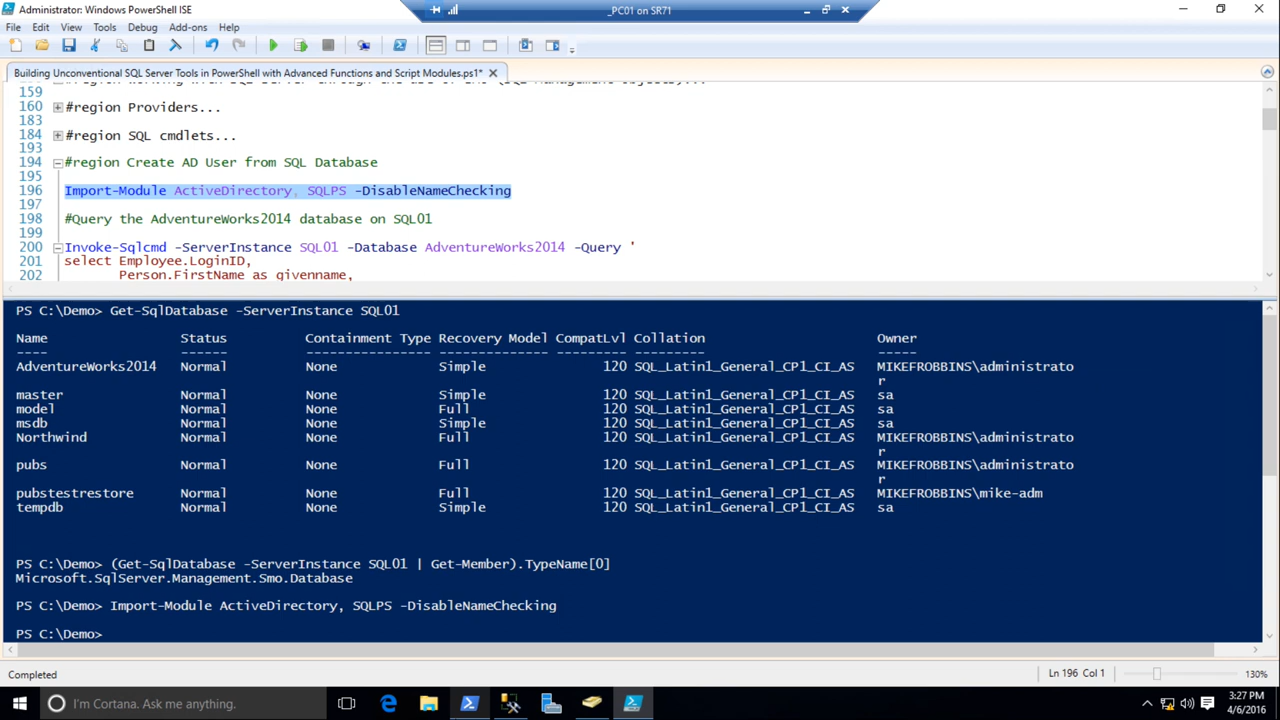 Administrator: Windows PowerShell ISE
_PC01 on SR71
File Edit View Tools Debug Add-ons Help
Building Unconventional SQL Server Tools in PowerShell with Advanced Functions and Script Modules.ps1* X
159
160 #region Providers...
183
184 #region SQL cmdlets...
193
194 #region Create AD User from SQL Database
195
196 Import-Module ActiveDirectory, SQLPS -DisableNameChecking
197
198 #Query the AdventureWorks2014 database on SQL01
199
200 Invoke-Sqlcmd -ServerInstance SQL01 -Database AdventureWorks2014 -Query '
201 select Employee.LoginID,
202 Person.FirstName as givenname,
PS C:\Demo> Get-SqlDatabase -ServerInstance SQL01
Name Status Containment Type Recovery Model CompatLvl Collation Owner
---- ------ ---------------- -------------- --------- --------- -----
AdventureWorks2014 Normal None Simple 120 SQL_Latin1_General_CP1_CI_AS MIKEFROBBINS\administrato
r
master Normal None Simple 120 SQL_Latin1_General_CP1_CI_AS sa
model Normal None Full 120 SQL_Latin1_General_CP1_CI_AS sa
msdb Normal None Simple 120 SQL_Latin1_General_CP1_CI_AS sa
Northwind Normal None Full 120 SQL_Latin1_General_CP1_CI_AS MIKEFROBBINS\administrato
r
pubs Normal None Full 120 SQL_Latin1_General_CP1_CI_AS MIKEFROBBINS\administrato
r
pubstestrestore Normal None Full 120 SQL_Latin1_General_CP1_CI_AS MIKEFROBBINS\mike-adm
tempdb Normal None Simple 120 SQL_Latin1_General_CP1_CI_AS sa
PS C:\Demo> (Get-SqlDatabase -ServerInstance SQL01 | Get-Member).TypeName[0]
Microsoft.SqlServer.Management.Smo.Database
PS C:\Demo> Import-Module ActiveDirectory, SQLPS -DisableNameChecking
PS C:\Demo>
Completed
Ln 196 Col 1
130%
I'm Cortana. Ask me anything.
3:27 PM
4/6/2016